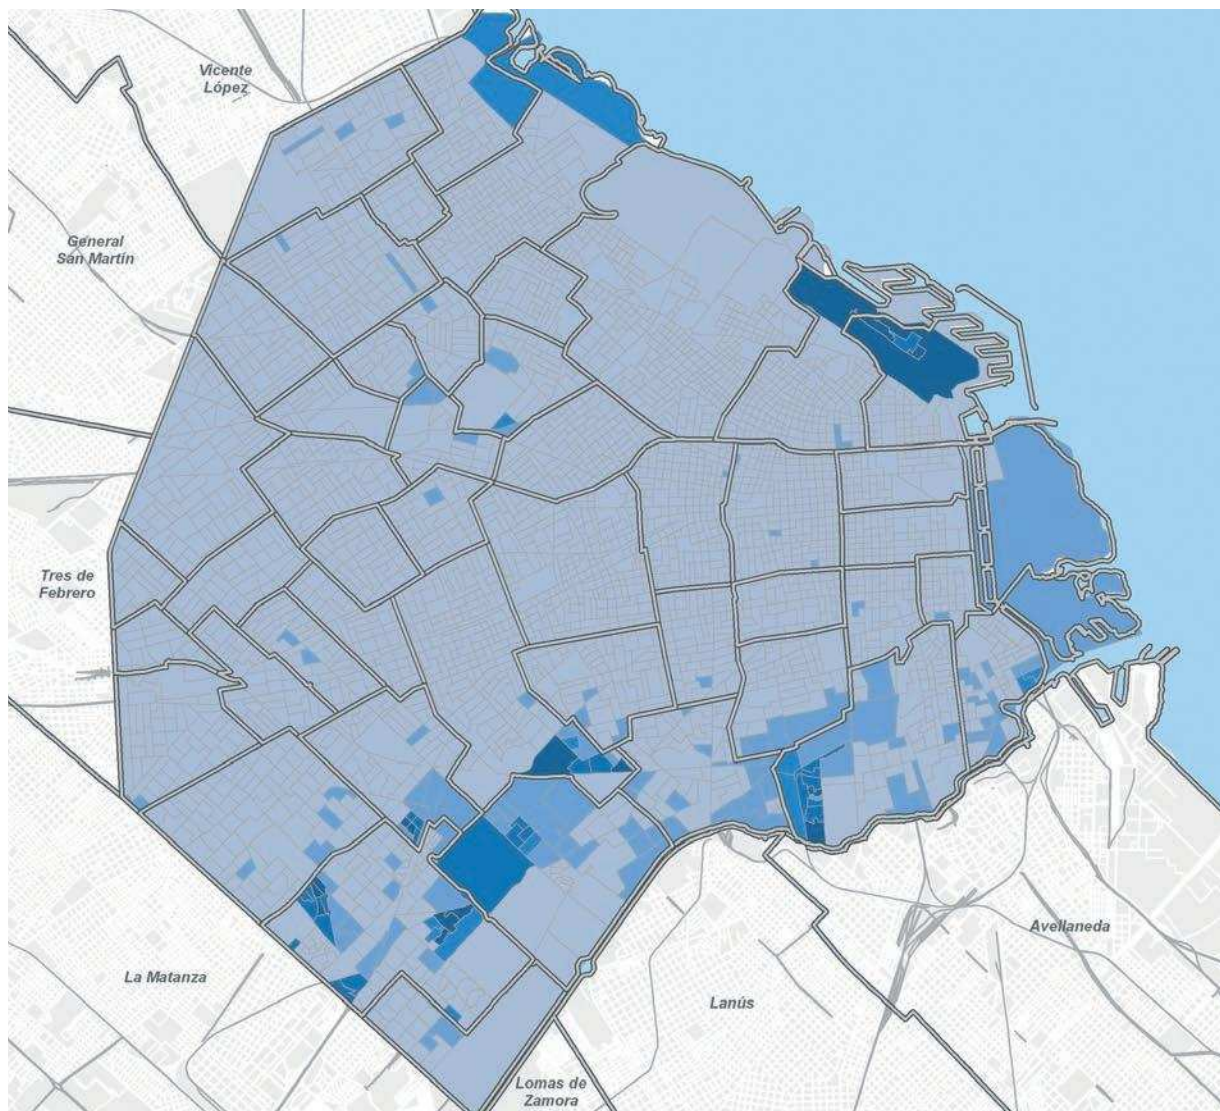 Vicente
López
General
San Martín
Tres de
Febrero
La Matanza
Avellaneda
Lanús
Lomas de
Zamora